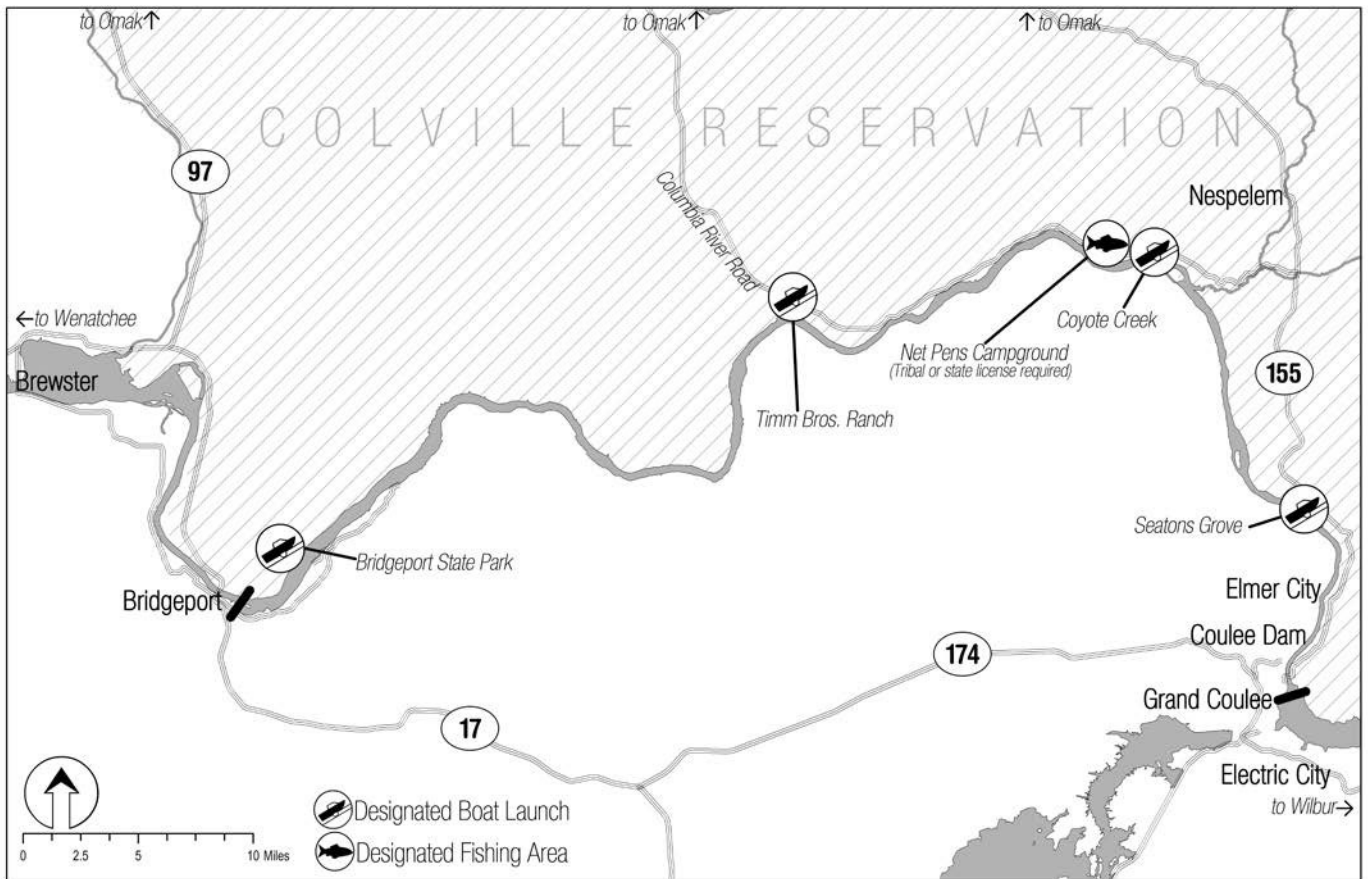 to Omak↑
to Omak↑
↑to Omak
COLVILLE RESERVATION
97
Columbia River Road
Nespelem
←to Wenatchee
Brewster
Coyote Creek
Net Pens Campground
(Tribal or state license required)
155
Timm Bros. Ranch
Seatons Grove
Bridgeport State Park
Bridgeport
Elmer City
Coulee Dam
174
Grand Coulee
17
Electric City
to Wilbur→
Designated Boat Launch
Designated Fishing Area
0 2.5 5 10 Miles